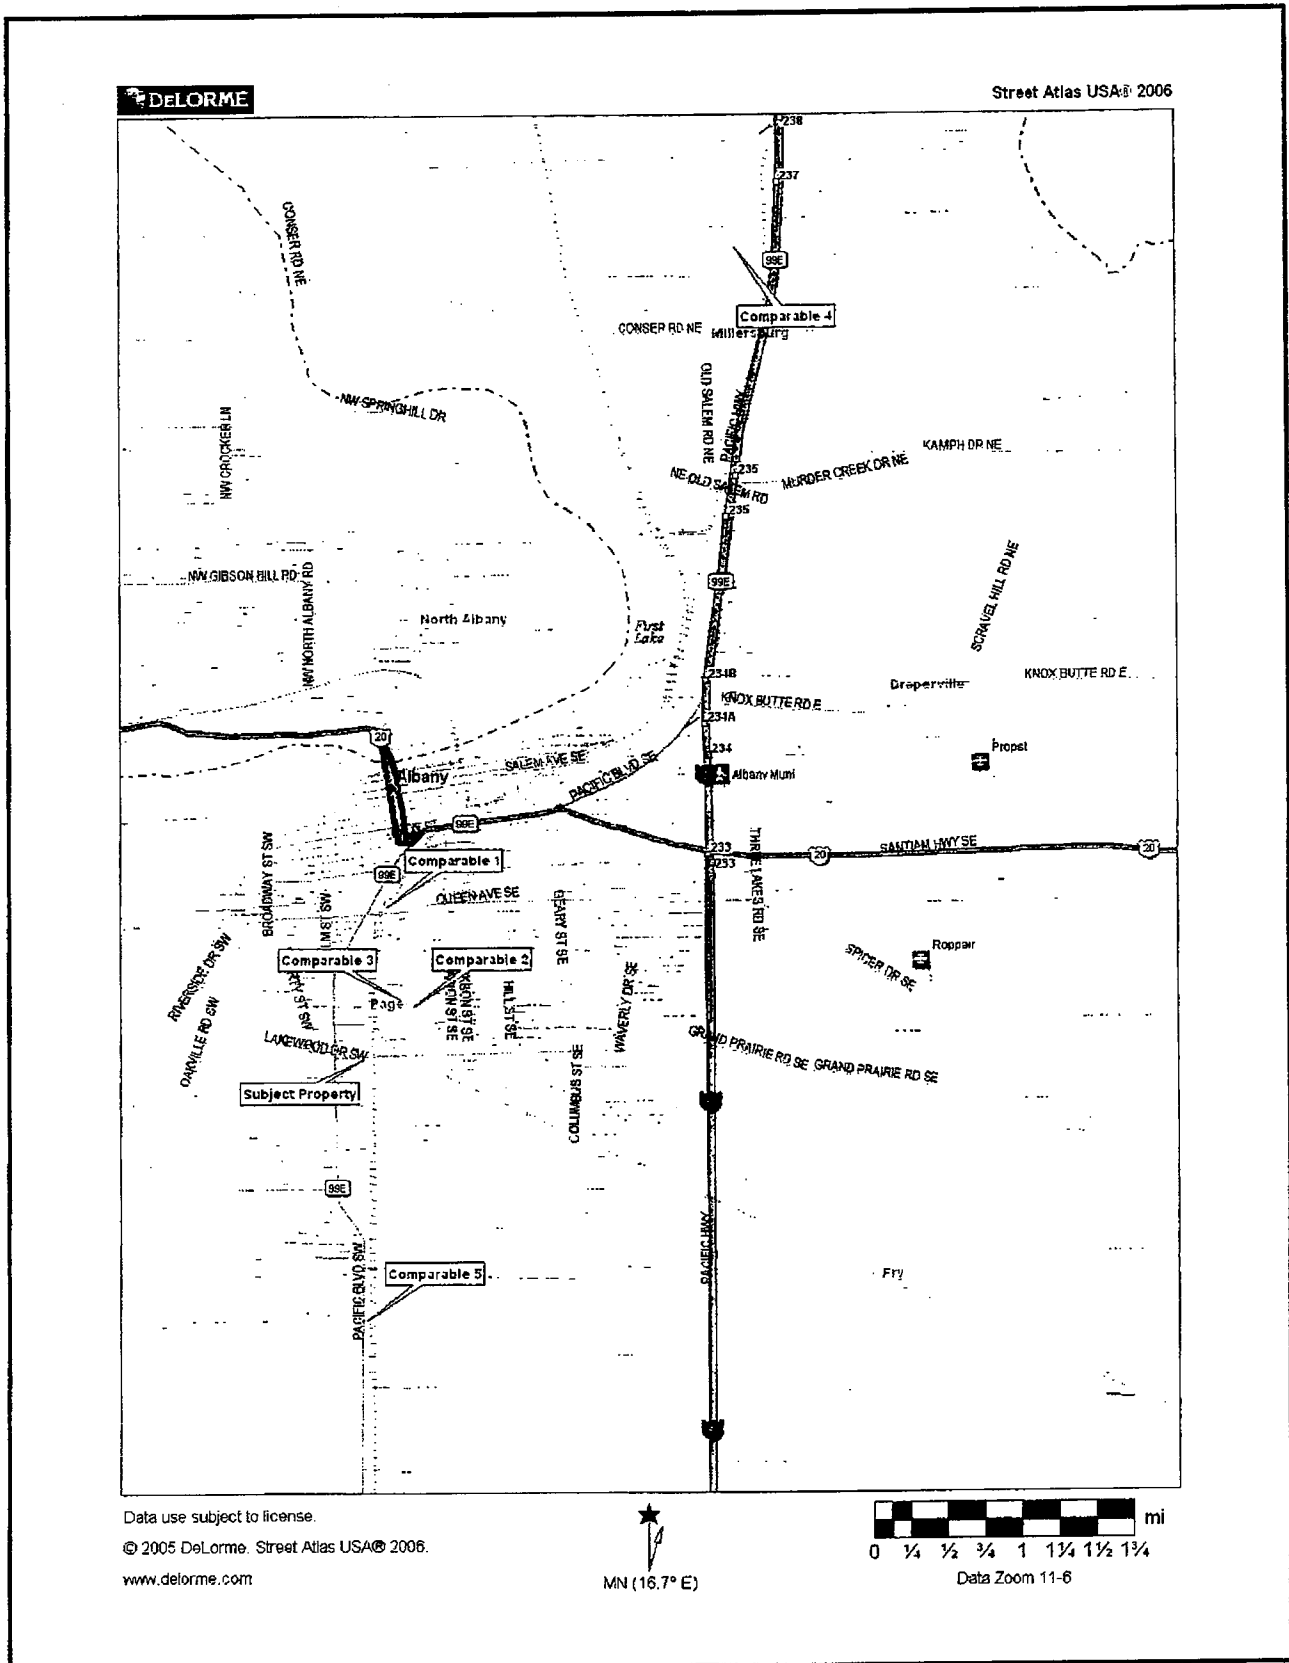 DELORME
Street Atlas USA® 2006
238
237
CONSER RD NE
99E
Comparable 4
CONSER RD NE
Millersburg
OLD SALEM RD NE
PACIFIC HWY
NW SPRINGHILL DR
NW CROCKER LN
KAMPH DR NE
235
MURDER CREEK DR NE
NE OLD SALEM RD
235
NW GIBSON HILL RD
NW NORTH ALBANY RD
99E
SCRAVEL HILL RD NE
North Albany
First
Lake
234B
Draperville
KNOX BUTTE RD E
KNOX BUTTE RD E
234A
20
234
Propst
SALEM AVE SE
Albany
PACIFIC BLVD SE
Albany Muni
99E
BROADWAY ST SW
233
THREE LAKES RD SE
20
SANTIAM HWY SE
20
Comparable 1
233
99E
QUEEN AVE SE
GEARY ST SE
LM ST SW
RIVERSIDE DR SW
Comparable 3
Comparable 2
Roppair
SPICER DR SE
Page
HILL ST SE
WAVERLY DR SE
OAKVILLE RD SW
LAKEWOOD DR SW
GRAND PRAIRIE RD SE
GRAND PRAIRIE RD SE
COLUMBUS ST SE
Subject Property
99E
PACIFIC HWY
PACIFIC BLVD SW
Comparable 5
Fry
Data use subject to license.
© 2005 DeLorme. Street Atlas USA® 2006.
www.delorme.com
MN (16.7° E)
mi
0 ¼ ½ ¾ 1 1¼ 1½ 1¾
Data Zoom 11-6